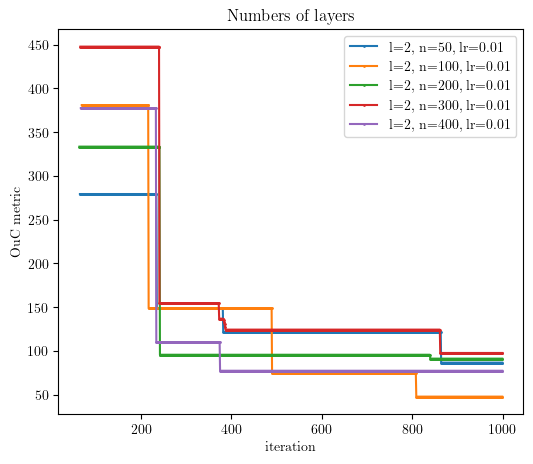 Numbers of layers
OuC metric
450
400
350
300
250
200
150
100
50
l=2, n=50, lr=0.01
l=2, n=100, lr=0.01
l=2, n=200, lr=0.01
l=2, n=300, lr=0.01
l=2, n=400, lr=0.01
200 400 600 800 1000
iteration